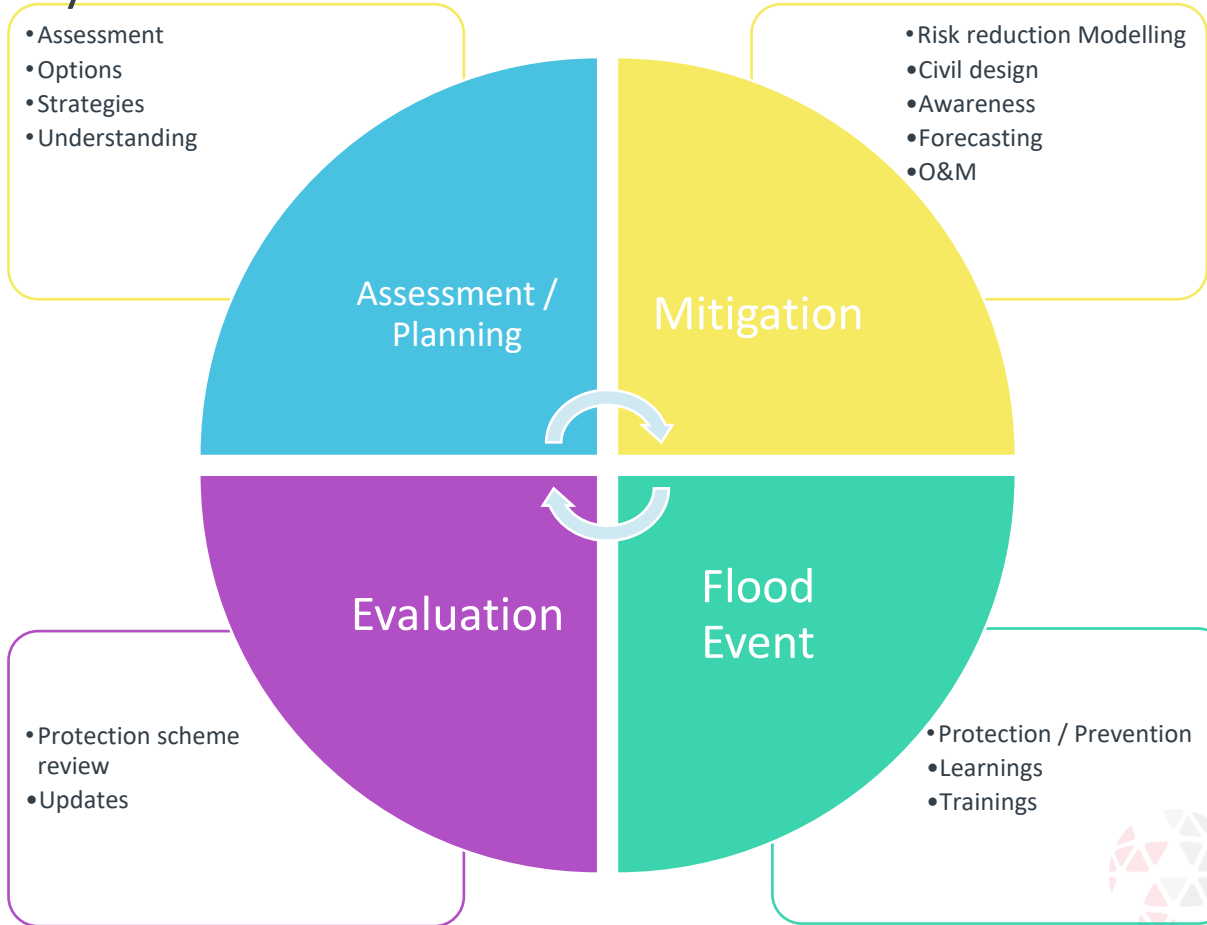 • Assessment
• Options
• Strategies
• Understanding
• Risk reduction Modelling
• Civil design
• Awareness
• Forecasting
• O&M
Assessment /
Planning
Mitigation
Evaluation
Flood
Event
• Protection scheme
review
• Updates
• Protection / Prevention
• Learnings
• Trainings